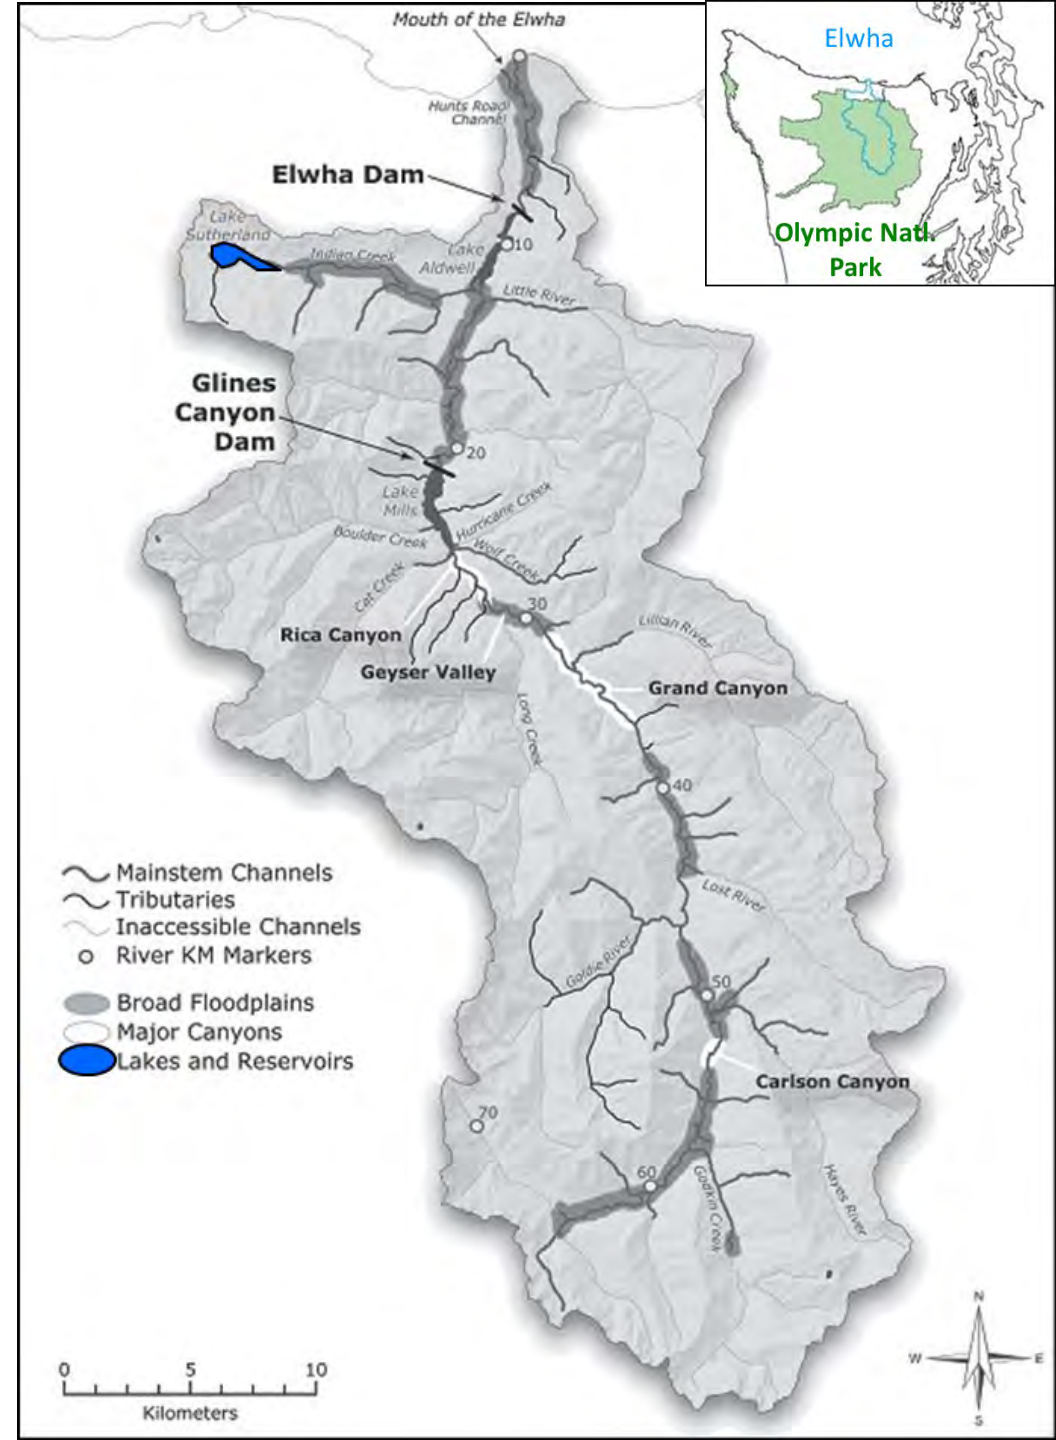 Mouth of the Elwha
Hunts Road
Channel
Elwha Dam
Elwha
Olympic Natl.
Park
Lake
Sutherland
Indian Creek
Lake
Aldwell
10
Little River
Glines
Canyon
Dam
20
Lake
Mills
Hurricane Creek
Boulder Creek
Wolf Creek
Cat Creek
30
Rica Canyon
Lillian River
Geyser Valley
Grand Canyon
Long Creek
40
Mainstem Channels
Tributaries
Inaccessible Channels
River KM Markers
Lost River
Goldie River
50
Broad Floodplains
Major Canyons
Lakes and Reservoirs
Carlson Canyon
70
60
Godkin Creek
Hayes River
0 5 10
Kilometers
N
W E
S